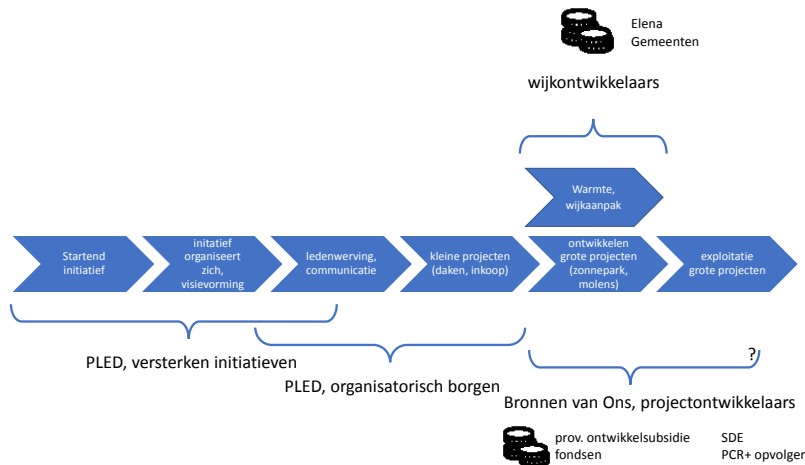 Elena
Gemeenten
wijkontwikkelaars
Warmte,
wijkaanpak
Startend
initiatief
initatief
organiseert
zich,
visievorming
ledenwerving,
communicatie
kleine projecten
(daken, inkoop)
ontwikkelen
grote projecten
(zonnepark,
molens)
exploitatie
grote projecten
PLED, versterken initiatieven
PLED, organisatorisch borgen
?
Bronnen van Ons, projectontwikkelaars
prov. ontwikkelsubsidie
fondsen
SDE
PCR+ opvolger